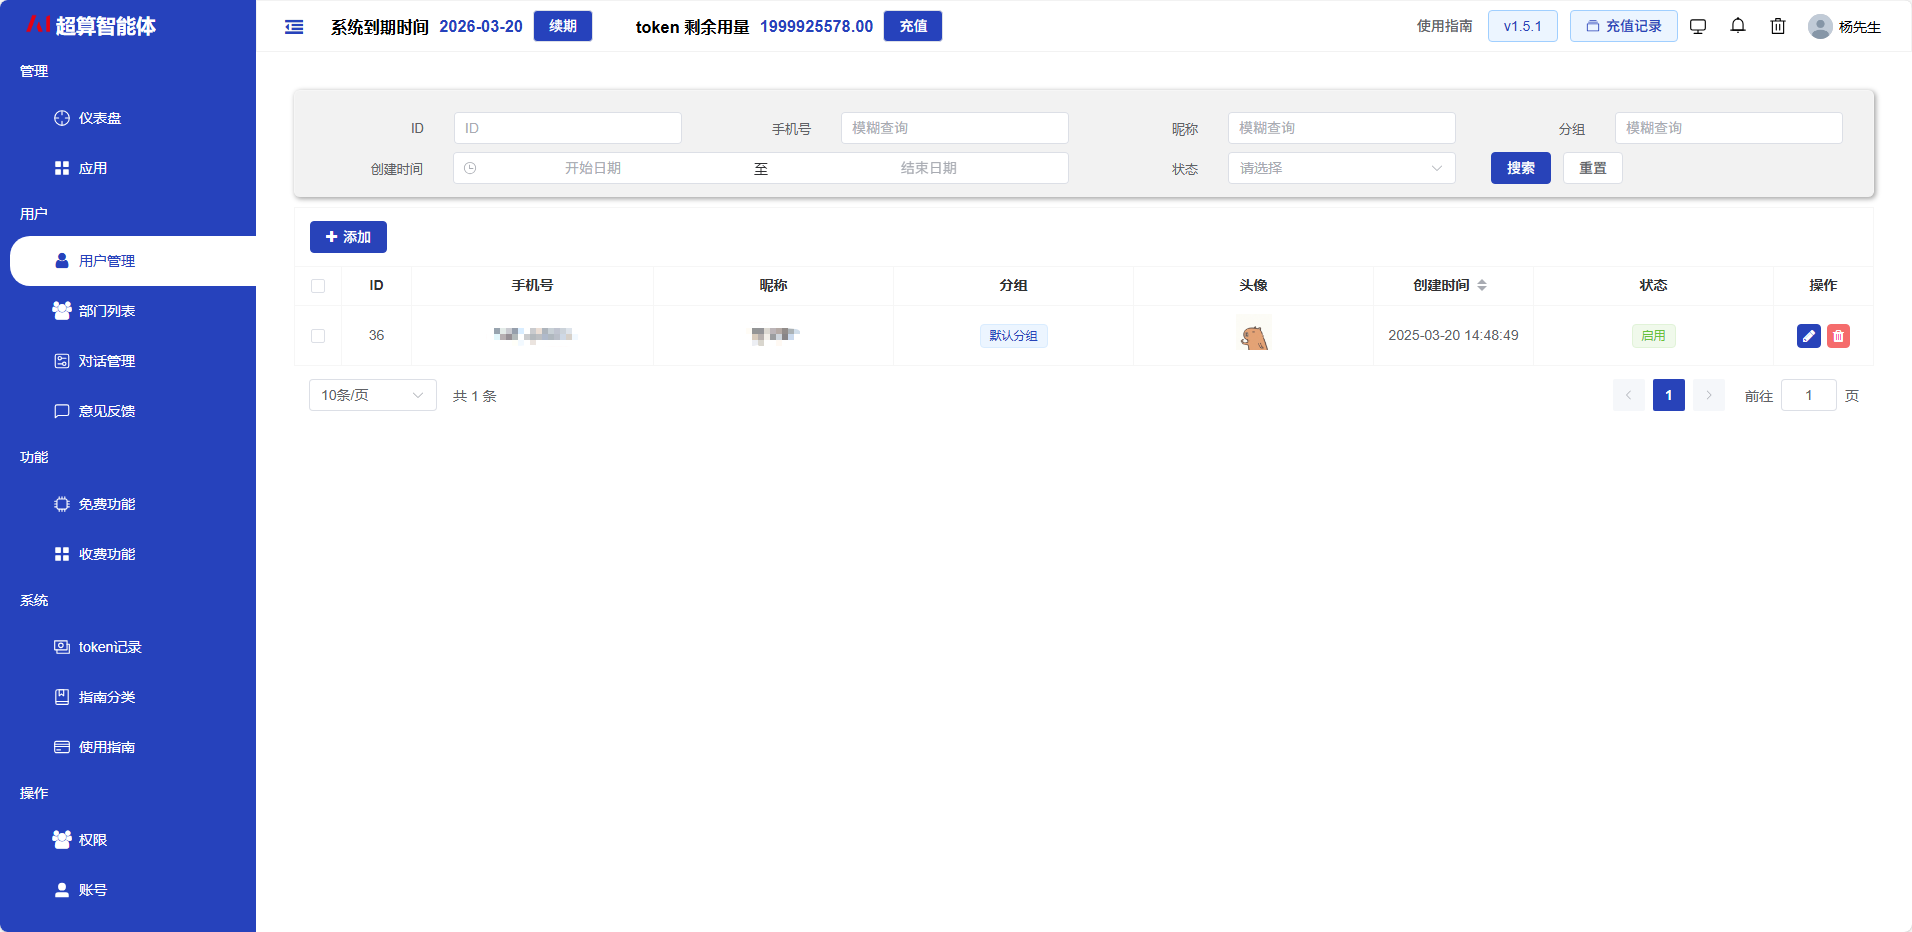 AI 超算智能体
系统到期时间 2026-03-20 续期 token 剩余用量 1999925578.00 充值 使用指南 v1.5.1 充值记录 杨先生
管理
仪表盘
应用
用户
用户管理
部门列表
对话管理
意见反馈
功能
免费功能
收费功能
系统
token记录
指南分类
使用指南
操作
权限
账号
ID ID 手机号 模糊查询 昵称 模糊查询 分组 模糊查询
创建时间 开始日期 至 结束日期 状态 请选择 搜索 重置
添加
ID 手机号 昵称 分组 头像 创建时间 状态 操作
36 默认分组 2025-03-20 14:48:49 启用
10条/页 共 1 条 1 前往 1 页